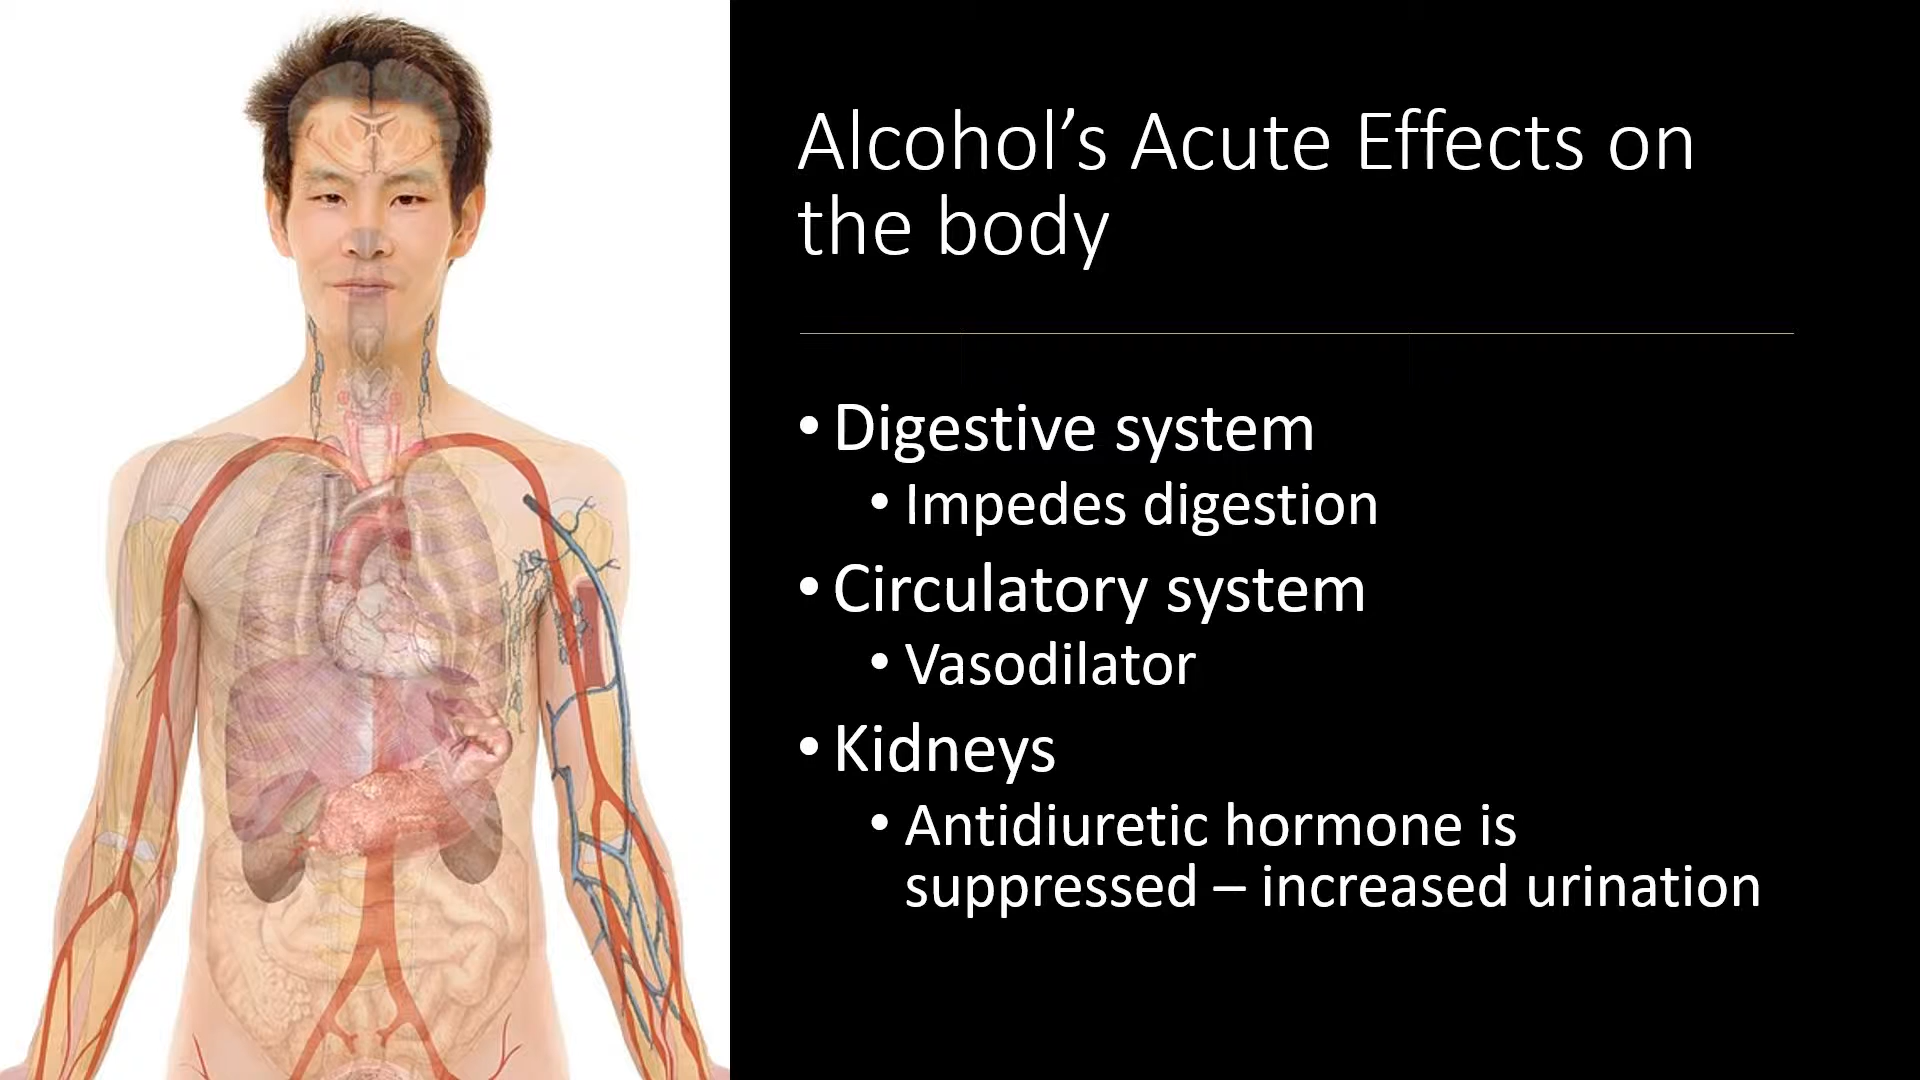 Alcohol’s Acute Effects on
the body
• Digestive system
• Impedes digestion
• Circulatory system
• Vasodilator
• Kidneys
• Antidiuretic hormone is
suppressed – increased urination